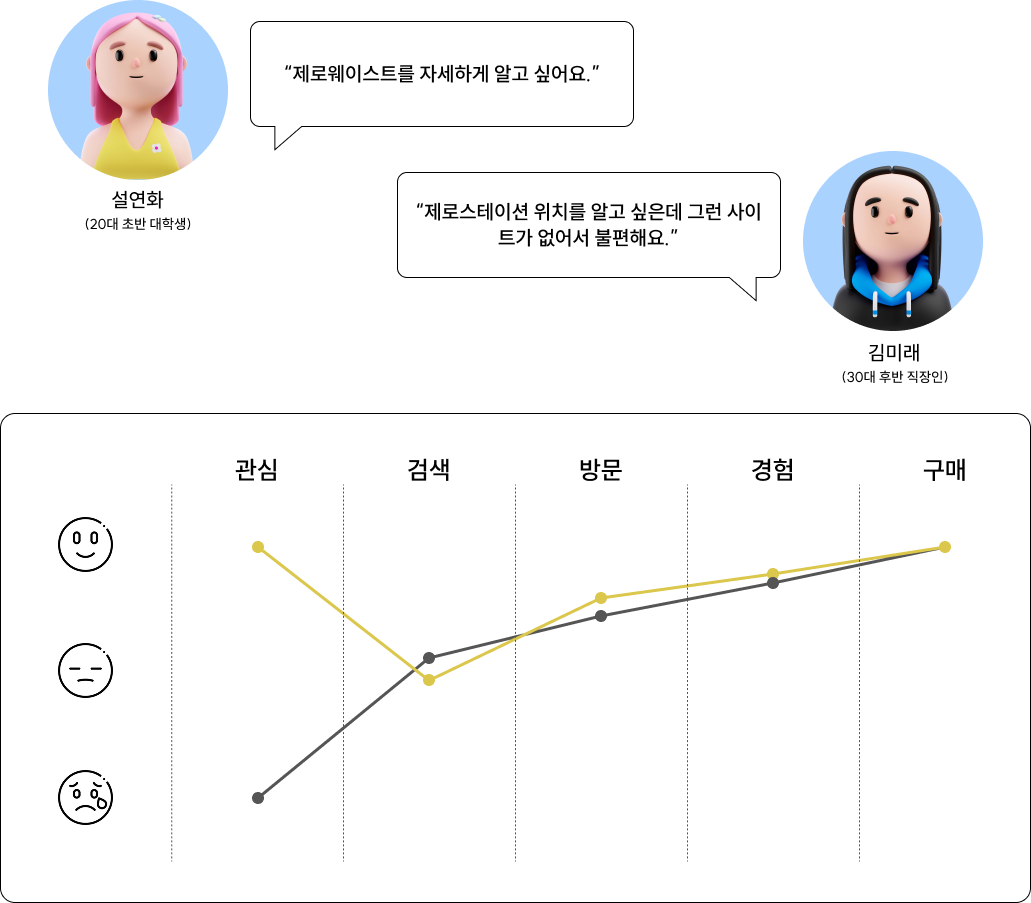 “제로웨이스트를 자세하게 알고 싶어요.”
설연화
(20대 초반 대학생)
“제로스테이션 위치를 알고 싶은데 그런 사이
트가 없어서 불편해요.”
김미래
(30대 후반 직장인)
관심 검색 방문 경험 구매